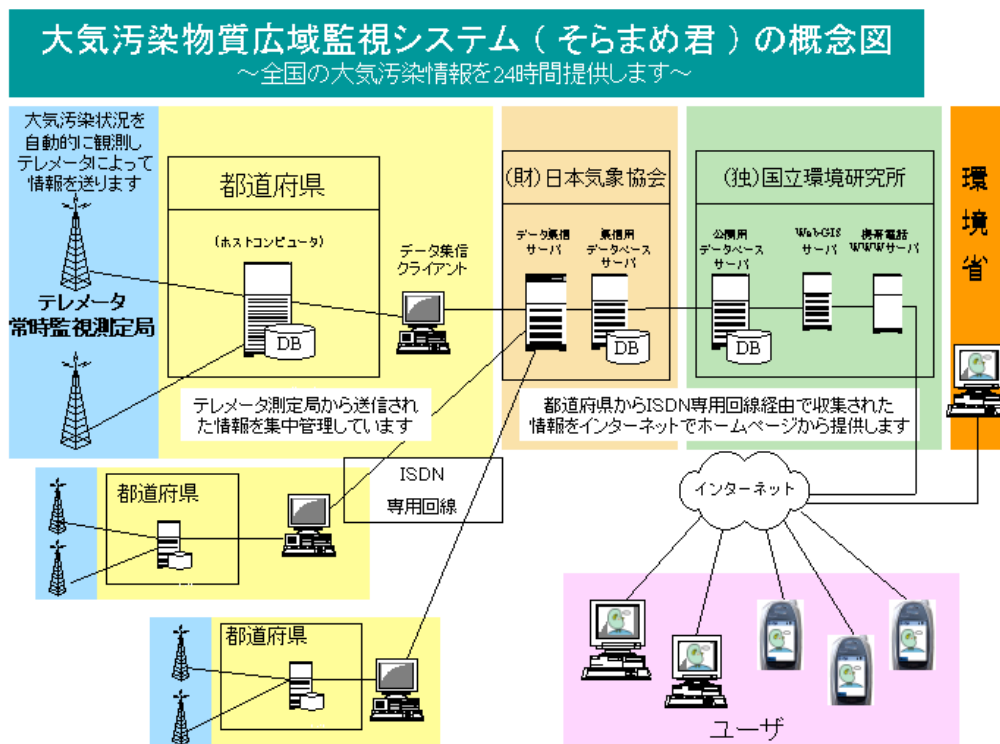 大気汚染物質広域監視システム（そらまめ君）の概念図
～全国の大気汚染情報を24時間提供します～
大気汚染状況を
自動的に観測し
テレメータによって
情報を送ります
テレメータ
常時監視測定局
都道府県
(ホストコンピュータ)
DB
データ集信
クライアント
テレメータ測定局から送信され
た情報を集中管理しています
(財)日本気象協会
データ集信
サーバ
集信用
データベース
サーバ
DB
(独)国立環境研究所
公開用
データベース
サーバ
DB
Web-GIS
サーバ
携帯電話
WWWサーバ
都道府県からISDN専用回線経由で収集された
情報をインターネットでホームページから提供します
環
境
省
ISDN
専用回線
都道府県
都道府県
インターネット
ユーザ